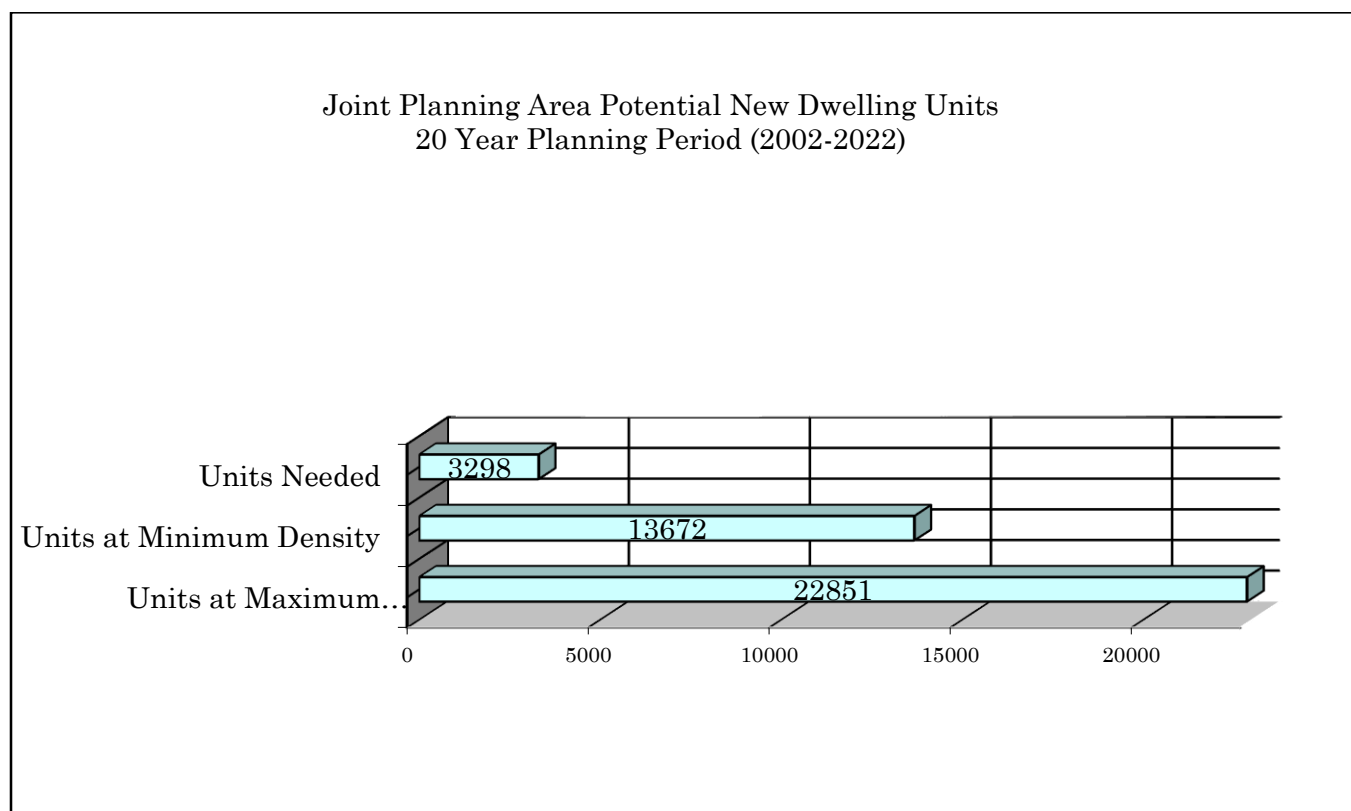 Joint Planning Area Potential New Dwelling Units
20 Year Planning Period (2002-2022)
Units Needed
3298
Units at Minimum Density
13672
Units at Maximum…
22851
0 5000 10000 15000 20000